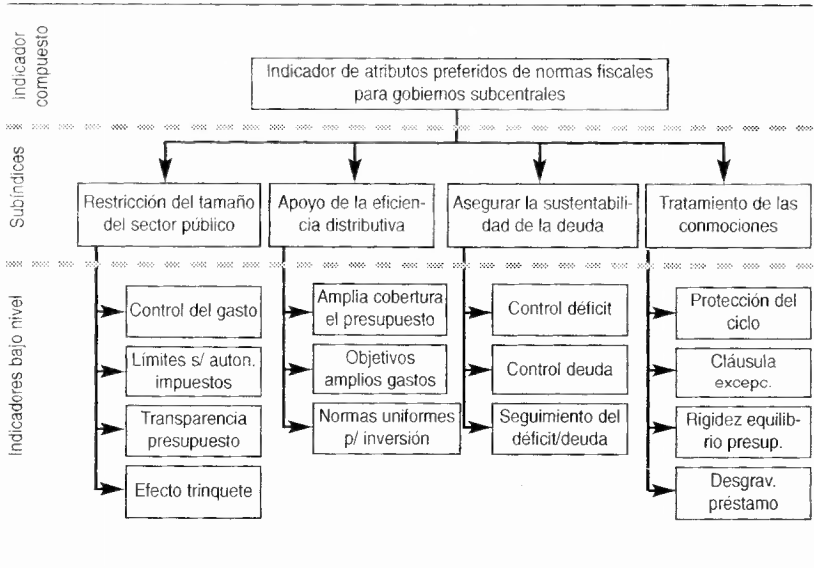 Indicador
compuesto
Indicador de atributos preferidos de normas fiscales
para gobiernos subcentrales
Subíndices
Restricción del tamaño
del sector público
Apoyo de la eficien-
cia distributiva
Asegurar la sustentabili-
dad de la deuda
Tratamiento de las
conmociones
Indicadores bajo nivel
Control del gasto
Límites s/ auton.
impuestos
Transparencia
presupuesto
Efecto trinquete
Amplia cobertura
el presupuesto
Objetivos
amplios gastos
Normas uniformes
p/ inversión
Control déficit
Control deuda
Seguimiento del
déficit/deuda
Protección del
ciclo
Cláusula
excepc.
Rigidez equilib-
rio presup.
Desgrav.
préstamo